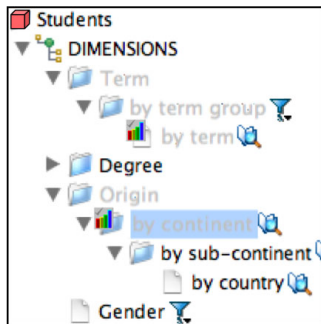 Students
DIMENSIONS
Term
by term group
by term
Degree
Origin
by continent
by sub-continent
by country
Gender